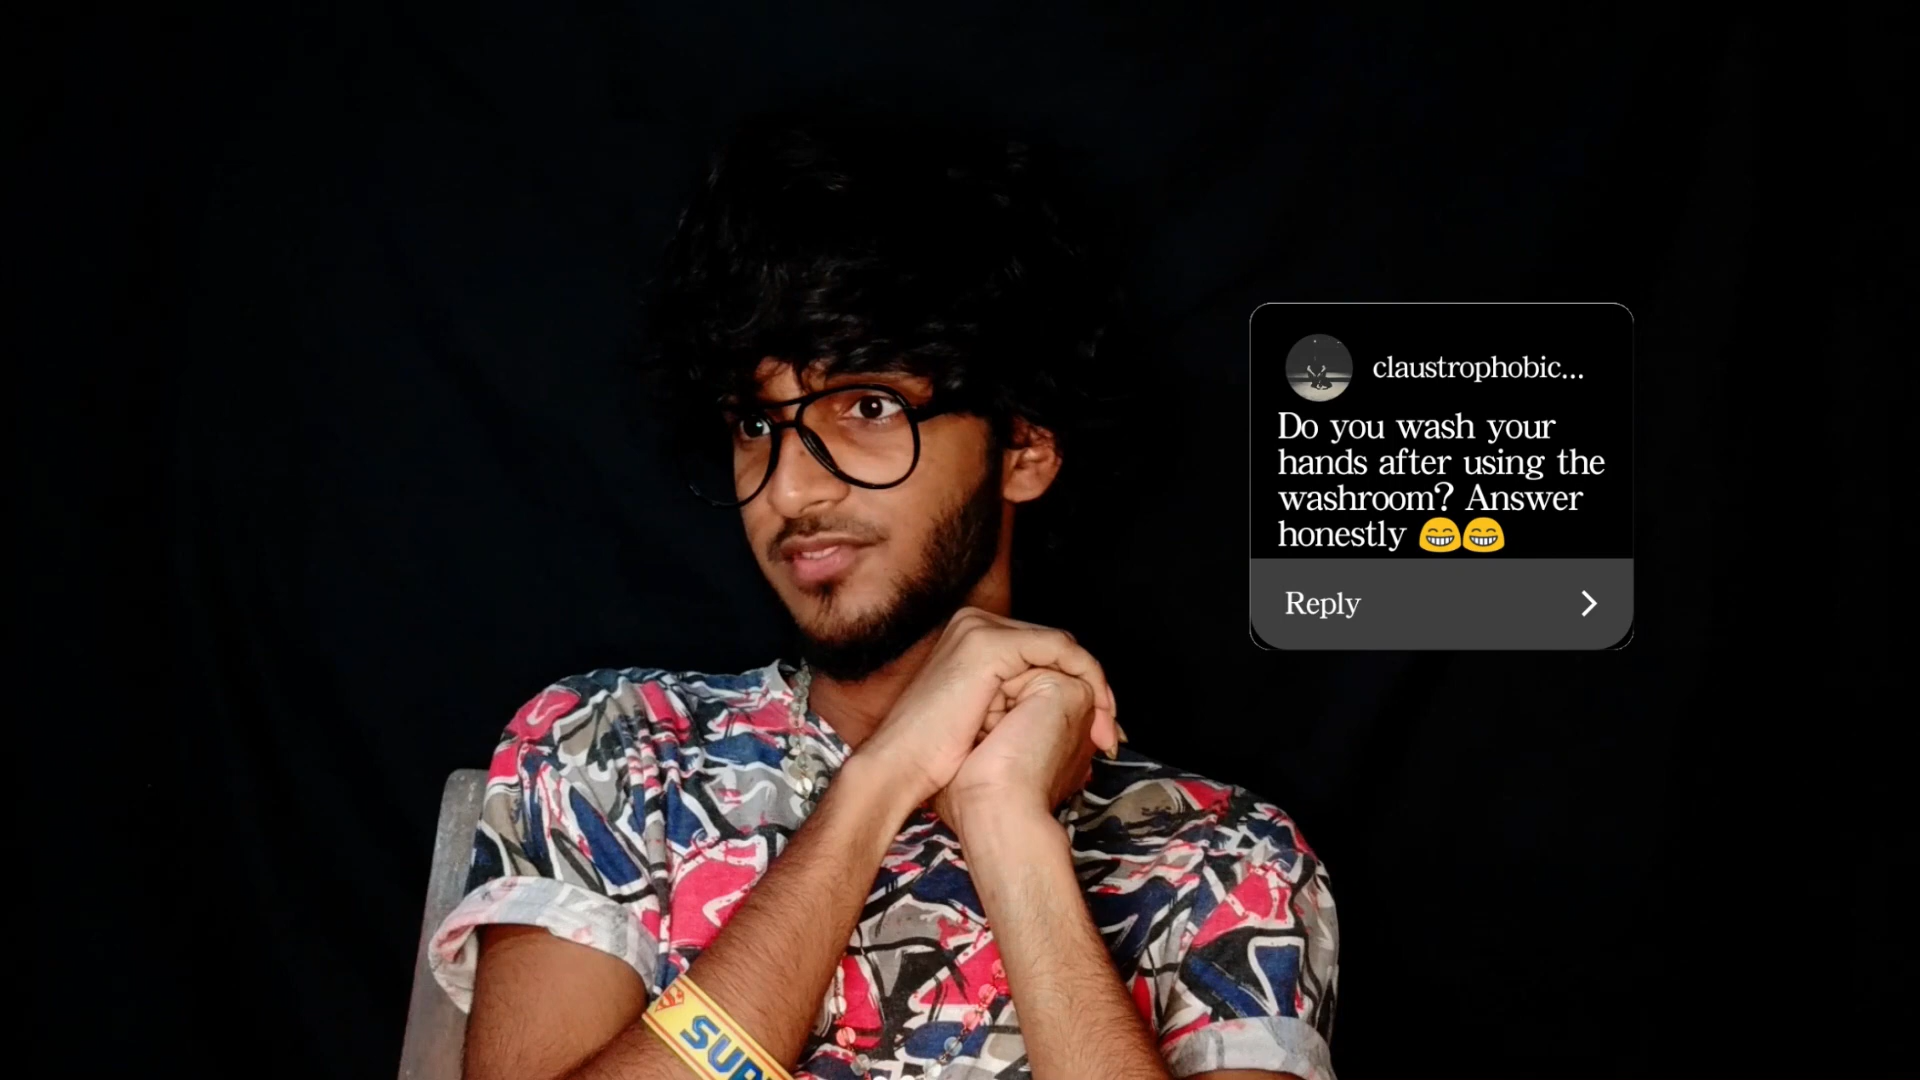 claustrophobic...
Do you wash your
hands after using the
washroom? Answer
honestly 😁😁
Reply